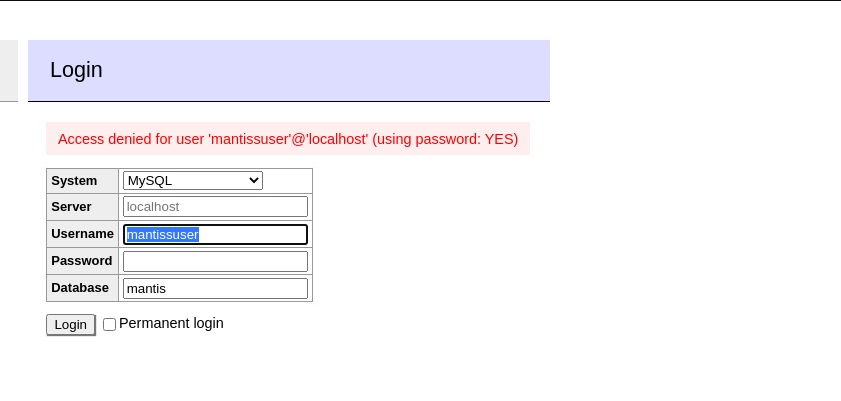 Login
Access denied for user 'mantissuser'@'localhost' (using password: YES)
System MySQL
Server localhost
Username mantissuser
Password
Database mantis
Login Permanent login